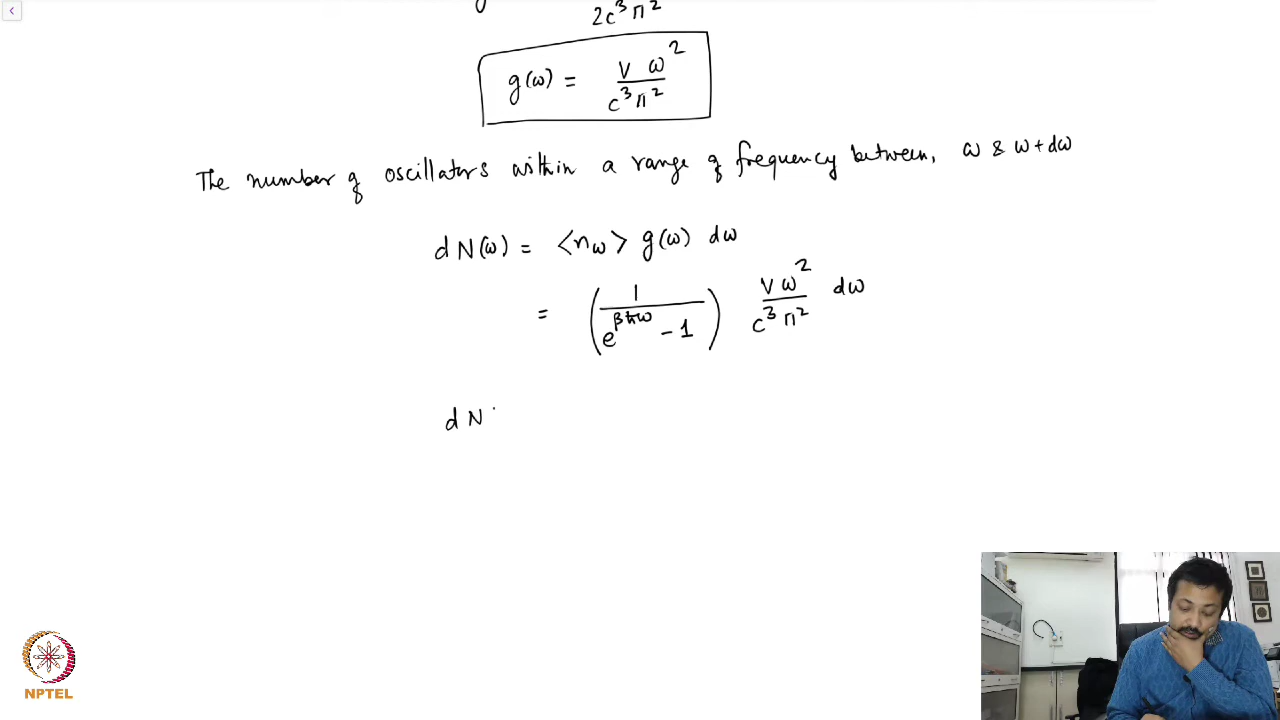 2c³π²
g(ω) = Vω² / c³π²
The number of oscillators within a range of frequency between, ω & ω+dω
dN(ω) = <nω> g(ω) dω
= (1 / e^βħω - 1) Vω² / c³π² dω
dN
NPTEL